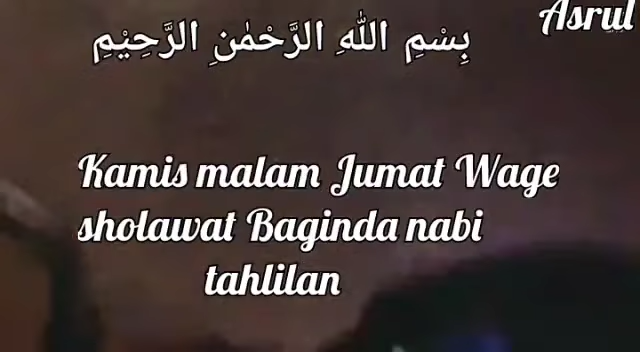 Asrul
بِسْمِ اللّٰهِ الرَّحْمٰنِ الرَّحِيْمِ
Kamis malam Jumat Wage
sholawat Baginda nabi
tahlilan